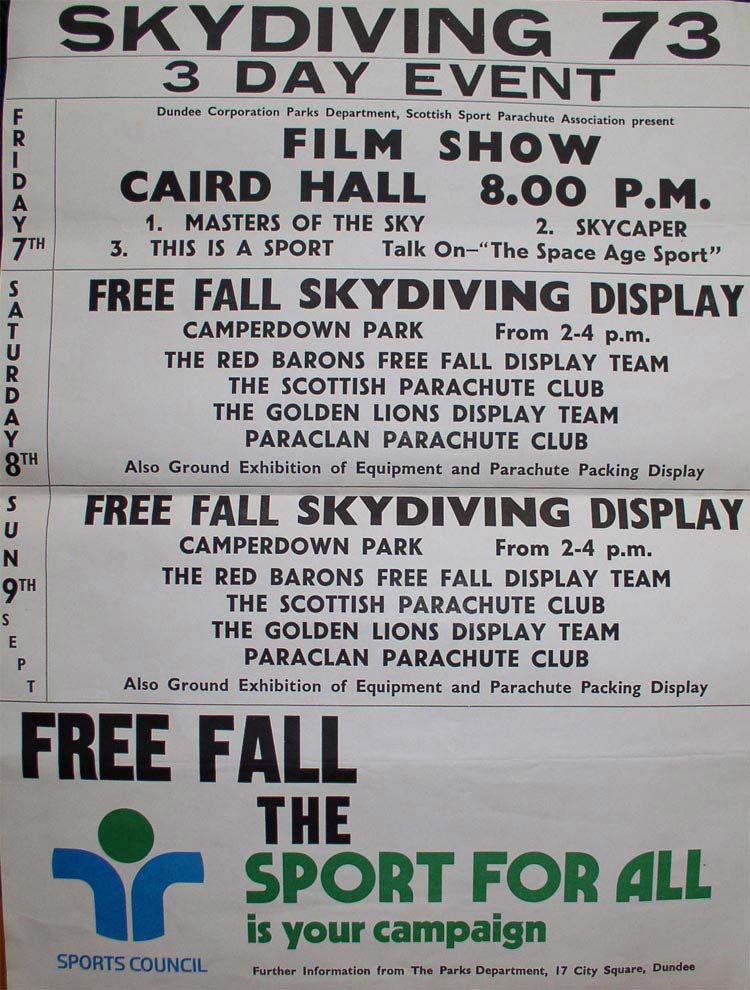 SKYDIVING 73
3 DAY EVENT
Dundee Corporation Parks Department, Scottish Sport Parachute Association present
FRIDAY 7TH
FILM SHOW
CAIRD HALL 8.00 P.M.
1. MASTERS OF THE SKY 2. SKYCAPER
3. THIS IS A SPORT Talk On—"The Space Age Sport"
SATURDAY 8TH
FREE FALL SKYDIVING DISPLAY
CAMPERDOWN PARK From 2-4 p.m.
THE RED BARONS FREE FALL DISPLAY TEAM
THE SCOTTISH PARACHUTE CLUB
THE GOLDEN LIONS DISPLAY TEAM
PARACLAN PARACHUTE CLUB
Also Ground Exhibition of Equipment and Parachute Packing Display
SUN 9TH SEPT
FREE FALL SKYDIVING DISPLAY
CAMPERDOWN PARK From 2-4 p.m.
THE RED BARONS FREE FALL DISPLAY TEAM
THE SCOTTISH PARACHUTE CLUB
THE GOLDEN LIONS DISPLAY TEAM
PARACLAN PARACHUTE CLUB
Also Ground Exhibition of Equipment and Parachute Packing Display
FREE FALL
THE
SPORT FOR ALL
is your campaign
SPORTS COUNCIL
Further Information from The Parks Department, 17 City Square, Dundee